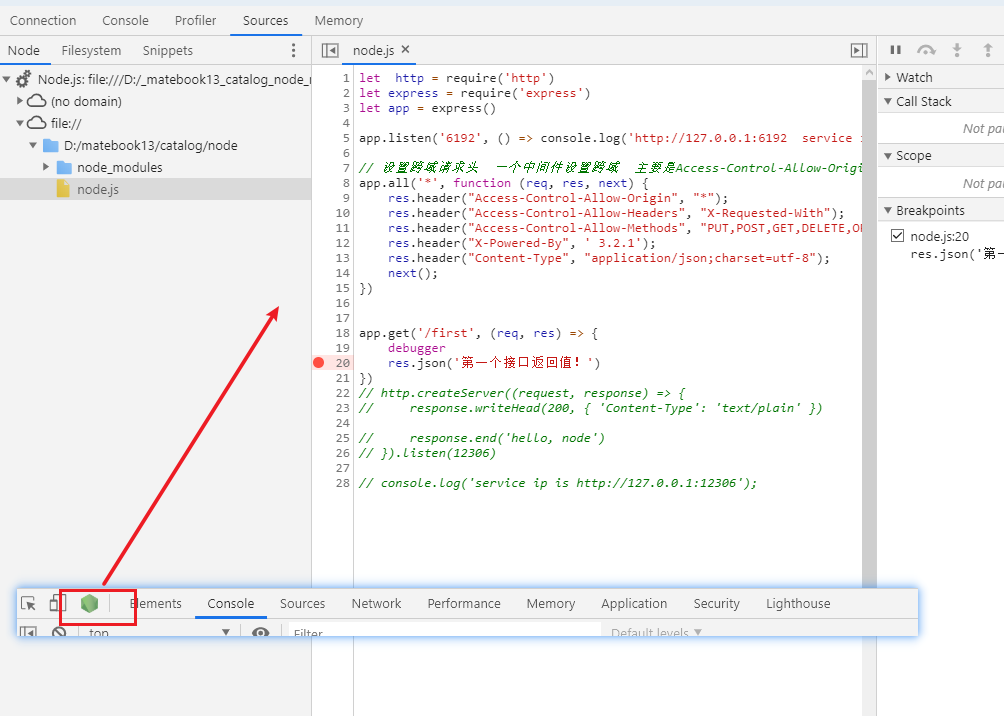 Connection Console Profiler Sources Memory
Node Filesystem Snippets
node.js ×
Node.js: file:///D:/_matebook13_catalog_node_
(no domain)
file://
D:/matebook13/catalog/node
node_modules
node.js
1 let  http = require('http')
2 let express = require('express')
3 let app = express()
4
5 app.listen('6192', () => console.log('http://127.0.0.1:6192  service
6
7 // 设置跨域请求头  一个中间件设置跨域  主要是Access-Control-Allow-Origi
8 app.all('*', function (req, res, next) {
9     res.header("Access-Control-Allow-Origin", "*");
10     res.header("Access-Control-Allow-Headers", "X-Requested-With");
11     res.header("Access-Control-Allow-Methods", "PUT,POST,GET,DELETE,O
12     res.header("X-Powered-By", ' 3.2.1');
13     res.header("Content-Type", "application/json;charset=utf-8");
14     next();
15 })
16
17
18 app.get('/first', (req, res) => {
19     debugger
20     res.json('第一个接口返回值！')
21 })
22 // http.createServer((request, response) => {
23 //     response.writeHead(200, { 'Content-Type': 'text/plain' })
24
25 //     response.end('hello, node')
26 // }).listen(12306)
27
28 // console.log('service ip is http://127.0.0.1:12306');
Watch
Call Stack
Not pa
Scope
Not pa
Breakpoints
node.js:20
res.json('第一
Elements Console Sources Network Performance Memory Application Security Lighthouse
top Filter Default levels ▼